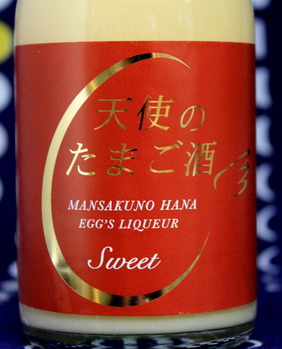 天使の
たまご酒
MANSAKUNO HANA
EGG'S LIQUEUR
Sweet